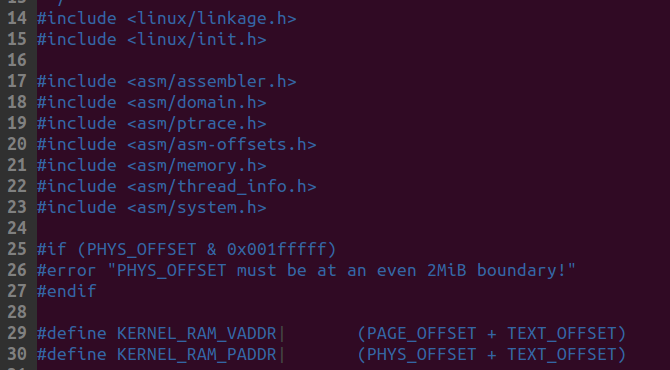 13 */
14 #include <linux/linkage.h>
15 #include <linux/init.h>
16
17 #include <asm/assembler.h>
18 #include <asm/domain.h>
19 #include <asm/ptrace.h>
20 #include <asm/asm-offsets.h>
21 #include <asm/memory.h>
22 #include <asm/thread_info.h>
23 #include <asm/system.h>
24
25 #if (PHYS_OFFSET & 0x001fffff)
26 #error "PHYS_OFFSET must be at an even 2MiB boundary!"
27 #endif
28
29 #define KERNEL_RAM_VADDR| (PAGE_OFFSET + TEXT_OFFSET)
30 #define KERNEL_RAM_PADDR| (PHYS_OFFSET + TEXT_OFFSET)